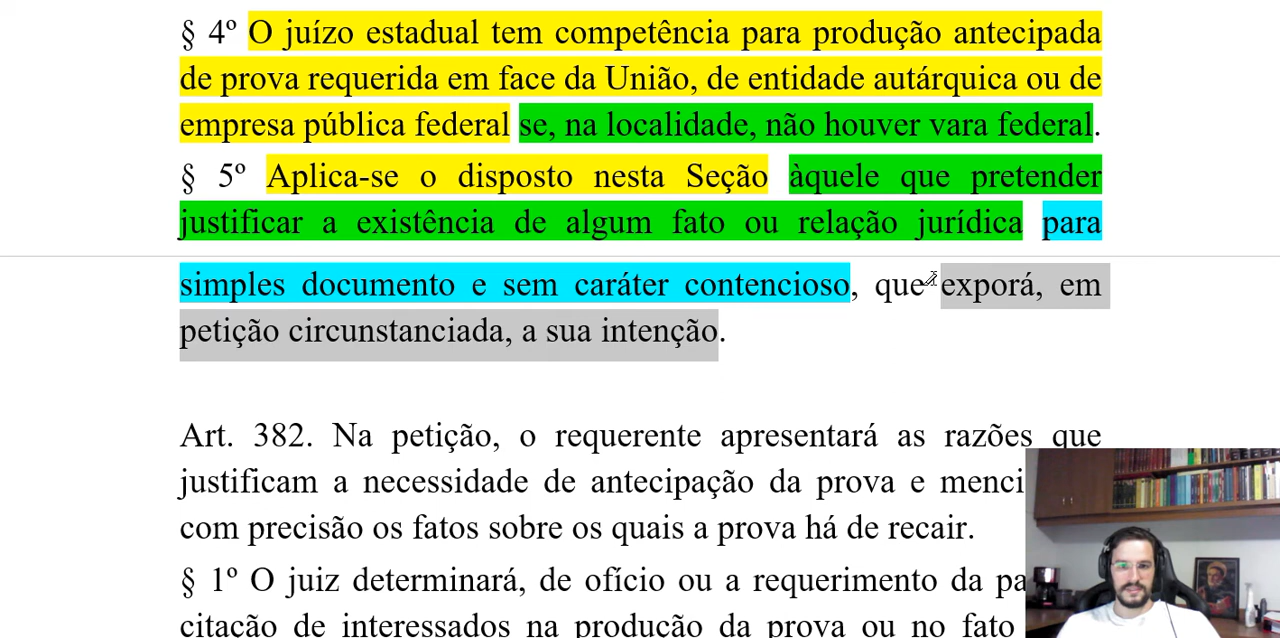 § 4º O juízo estadual tem competência para produção antecipada
de prova requerida em face da União, de entidade autárquica ou de
empresa pública federal se, na localidade, não houver vara federal.
§ 5º Aplica-se o disposto nesta Seção àquele que pretender
justificar a existência de algum fato ou relação jurídica para
simples documento e sem caráter contencioso, que exporá, em
petição circunstanciada, a sua intenção.
Art. 382. Na petição, o requerente apresentará as razões que
justificam a necessidade de antecipação da prova e menci
com precisão os fatos sobre os quais a prova há de recair.
§ 1º O juiz determinará, de ofício ou a requerimento da pa
citação de interessados na produção da prova ou no fato